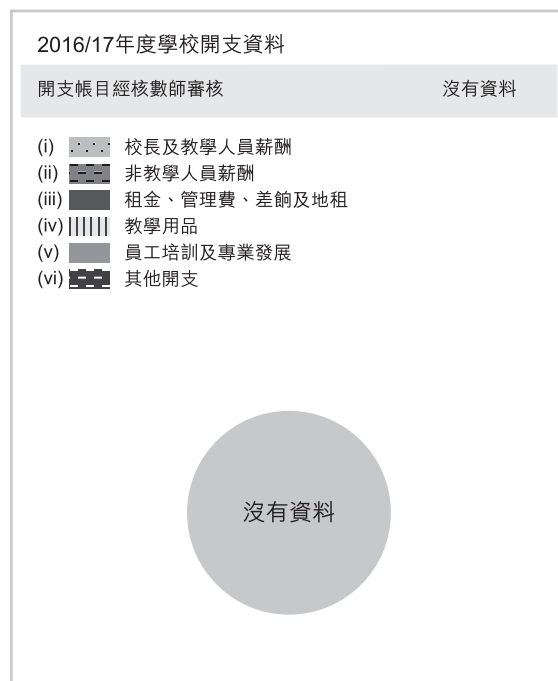 2016/17年度學校開支資料
開支帳目經核數師審核 沒有資料
(i) 校長及教學人員薪酬
(ii) 非教學人員薪酬
(iii) 租金、管理費、差餉及地租
(iv) 教學用品
(v) 員工培訓及專業發展
(vi) 其他開支
沒有資料